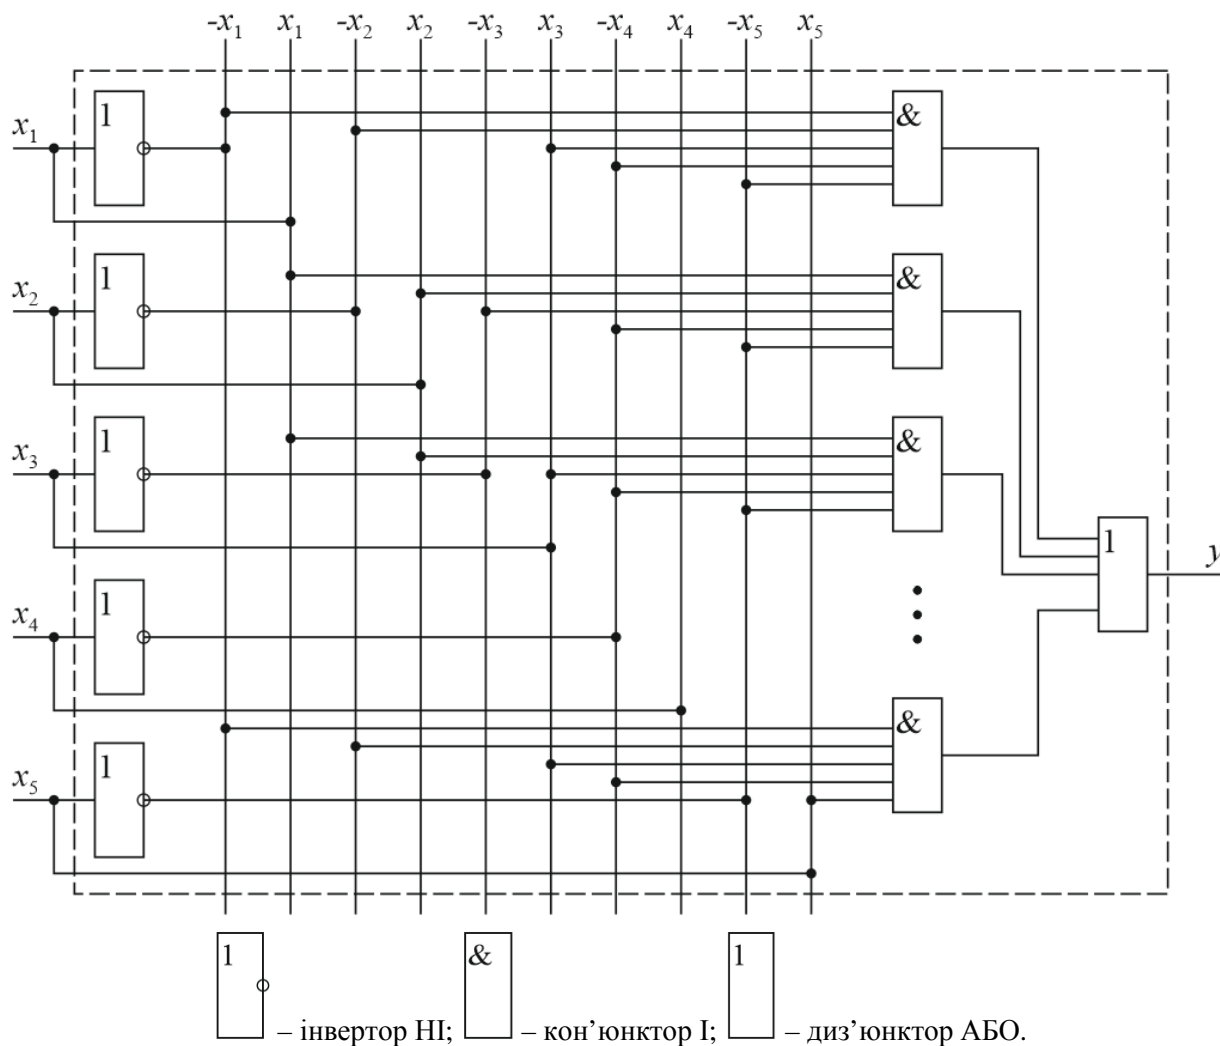 -x₁ x₁ -x₂ x₂ -x₃ x₃ -x₄ x₄ -x₅ x₅
x₁ 1 &
x₂ 1 &
x₃ 1 &
1 y
x₄ 1
&
x₅ 1
1 – інвертор НІ; & – кон’юнктор І; 1 – диз’юнктор АБО.